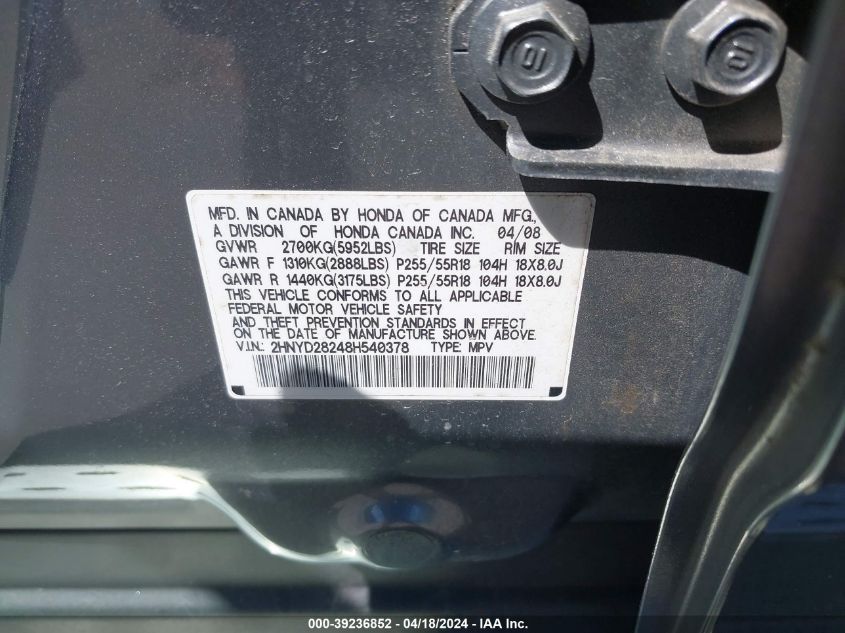 10
10
MFD. IN CANADA BY HONDA OF CANADA MFG.,
A DIVISION OF HONDA CANADA INC. 04/08
GVWR 2700KG(5952LBS) TIRE SIZE RIM SIZE
GAWR F 1310KG(2888LBS) P255/55R18 104H 18X8.0J
GAWR R 1440KG(3175LBS) P255/55R18 104H 18X8.0J
THIS VEHICLE CONFORMS TO ALL APPLICABLE
FEDERAL MOTOR VEHICLE SAFETY
AND THEFT PREVENTION STANDARDS IN EFFECT
ON THE DATE OF MANUFACTURE SHOWN ABOVE.
V.I.N.: 2HNYD28248H540378 TYPE: MPV
000-39236852 - 04/18/2024 - IAA Inc.